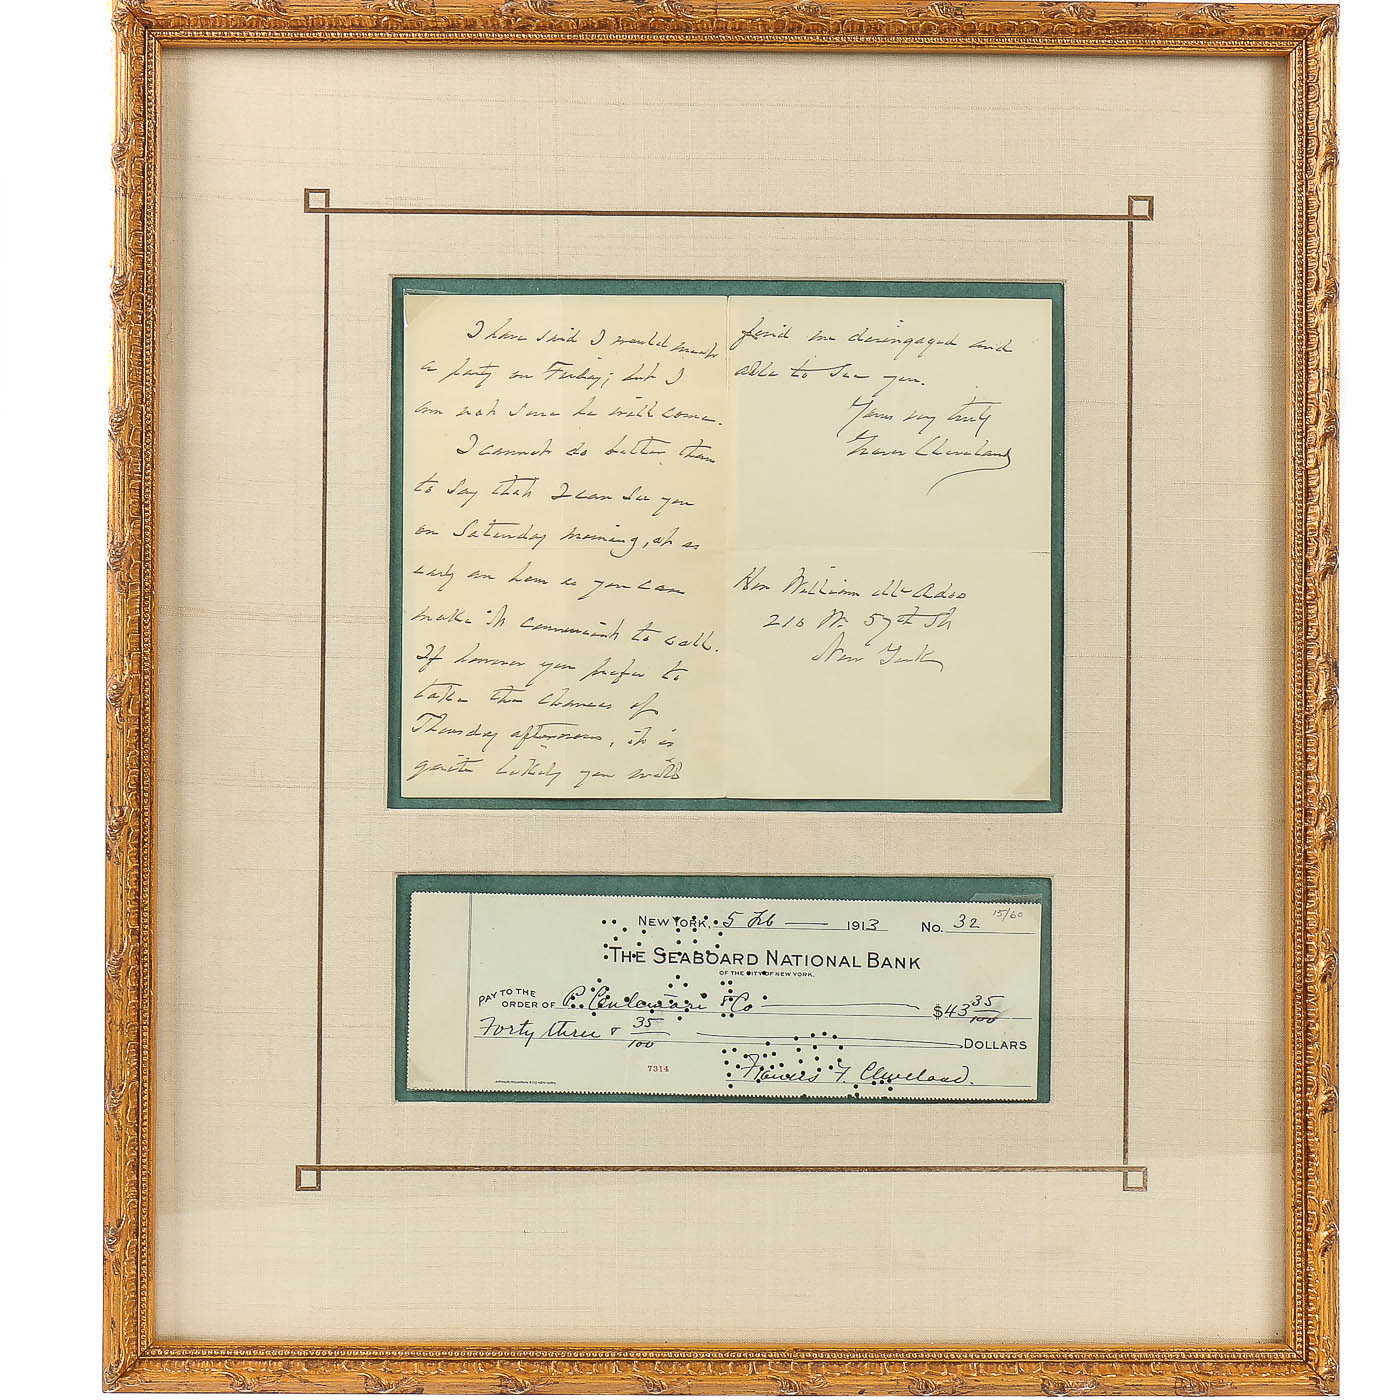 I have said I would meet
a party on Friday; but I
am not sure he will come.
I cannot do better than
to say that I can see you
on Saturday morning, at as
early an hour as you can
make it convenient to call.
If however you prefer to
take the chances of
Thursday afternoon, it is
quite likely you will
find me disengaged and
able to see you.
Yours very truly
Grover Cleveland
Hon William McAdoo
210 W. 57th St
New York
NEW YORK, 5 Feb 1913 No. 32
15/60
THE SEABOARD NATIONAL BANK
OF THE CITY OF NEW YORK.
PAY TO THE
ORDER OF P. & Co $43 35/100
Forty three & 35/100 DOLLARS
7314
Frances F. Cleveland.